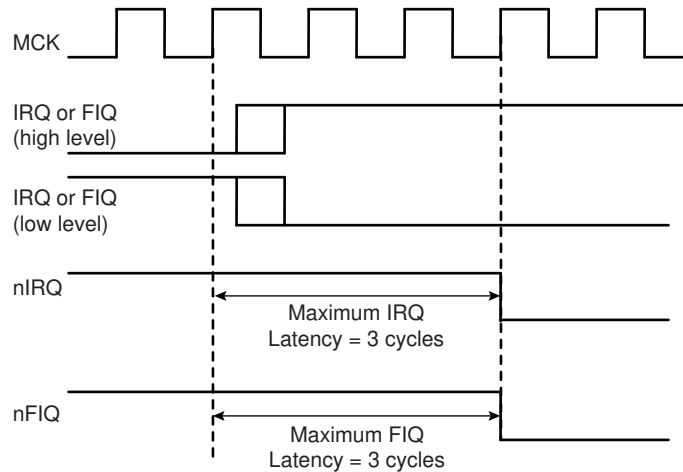 MCK
IRQ or FIQ
(high level)
IRQ or FIQ
(low level)
nIRQ
Maximum IRQ
Latency = 3 cycles
nFIQ
Maximum FIQ
Latency = 3 cycles